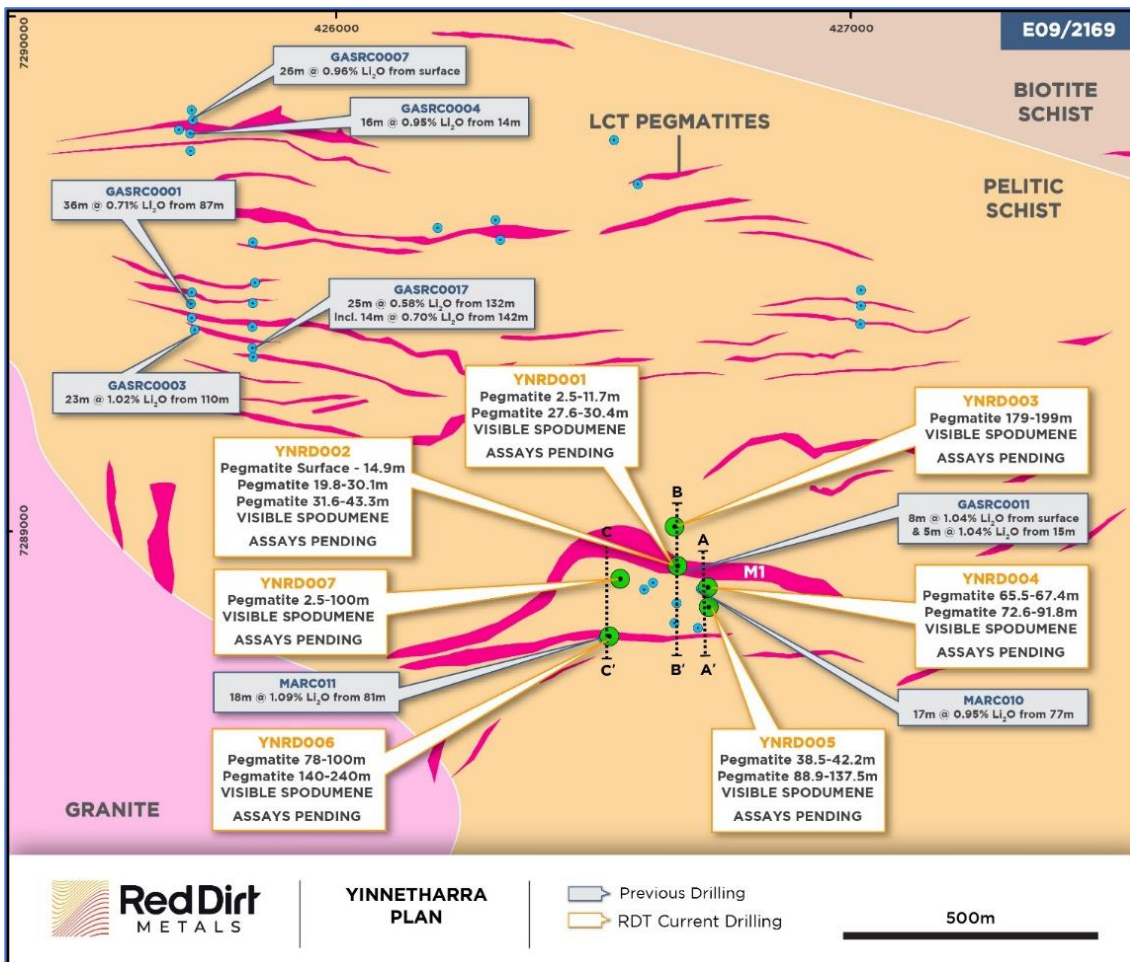 426000
427000
E09/2169
7290000
7289000
GASRC0007
26m @ 0.96% Li₂O from surface
GASRC0004
16m @ 0.95% Li₂O from 14m
LCT PEGMATITES
BIOTITE
SCHIST
PELITIC
SCHIST
GASRC0001
36m @ 0.71% Li₂O from 87m
GASRC0017
25m @ 0.58% Li₂O from 132m
Incl. 14m @ 0.70% Li₂O from 142m
GASRC0003
23m @ 1.02% Li₂O from 110m
YNRD001
Pegmatite 2.5-11.7m
Pegmatite 27.6-30.4m
VISIBLE SPODUMENE
ASSAYS PENDING
YNRD003
Pegmatite 179-199m
VISIBLE SPODUMENE
ASSAYS PENDING
YNRD002
Pegmatite Surface - 14.9m
Pegmatite 19.8-30.1m
Pegmatite 31.6-43.3m
VISIBLE SPODUMENE
ASSAYS PENDING
GASRC0011
8m @ 1.04% Li₂O from surface
& 5m @ 1.04% Li₂O from 15m
B
C
A
M1
YNRD007
Pegmatite 2.5-100m
VISIBLE SPODUMENE
ASSAYS PENDING
YNRD004
Pegmatite 65.5-67.4m
Pegmatite 72.6-91.8m
VISIBLE SPODUMENE
ASSAYS PENDING
C'
B'
A'
MARC011
18m @ 1.09% Li₂O from 81m
MARC010
17m @ 0.95% Li₂O from 77m
YNRD006
Pegmatite 78-100m
Pegmatite 140-240m
VISIBLE SPODUMENE
ASSAYS PENDING
YNRD005
Pegmatite 38.5-42.2m
Pegmatite 88.9-137.5m
VISIBLE SPODUMENE
ASSAYS PENDING
GRANITE
RedDirt
METALS
YINNETHARRA
PLAN
Previous Drilling
RDT Current Drilling
500m